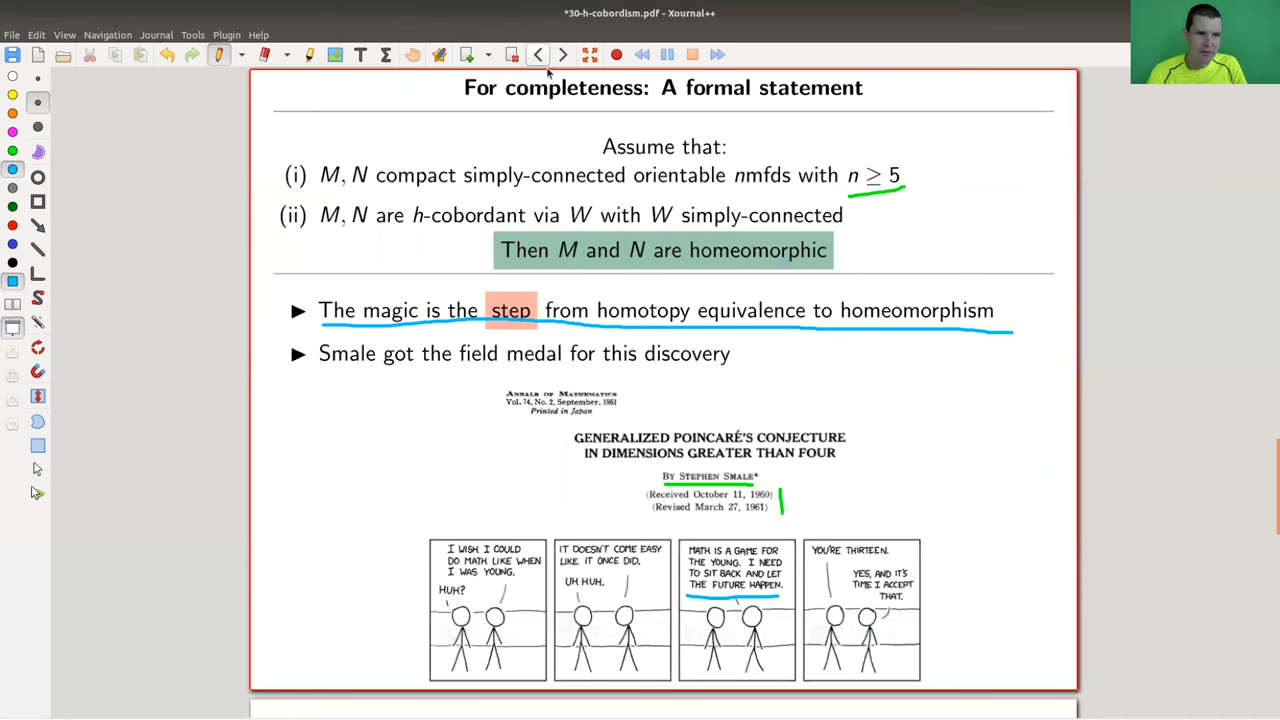 *30-h-cobordism.pdf - Xournal++
File Edit View Navigation Journal Tools Plugin Help
For completeness: A formal statement
Assume that:
(i) M, N compact simply-connected orientable nmfds with n ≥ 5
(ii) M, N are h-cobordant via W with W simply-connected
Then M and N are homeomorphic
► The magic is the step from homotopy equivalence to homeomorphism
► Smale got the field medal for this discovery
ANNALS OF MATHEMATICS
Vol. 74, No. 2, September, 1961
Printed in Japan
GENERALIZED POINCARÉ'S CONJECTURE
IN DIMENSIONS GREATER THAN FOUR
BY STEPHEN SMALE*
(Received October 11, 1960)
(Revised March 27, 1961)
I WISH I COULD
DO MATH LIKE WHEN
I WAS YOUNG.
HUH?
IT DOESN'T COME EASY
LIKE IT ONCE DID.
UH HUH.
MATH IS A GAME FOR
THE YOUNG. I NEED
TO SIT BACK AND LET
THE FUTURE HAPPEN.
YOU'RE THIRTEEN.
YES, AND IT'S
TIME I ACCEPT
THAT.